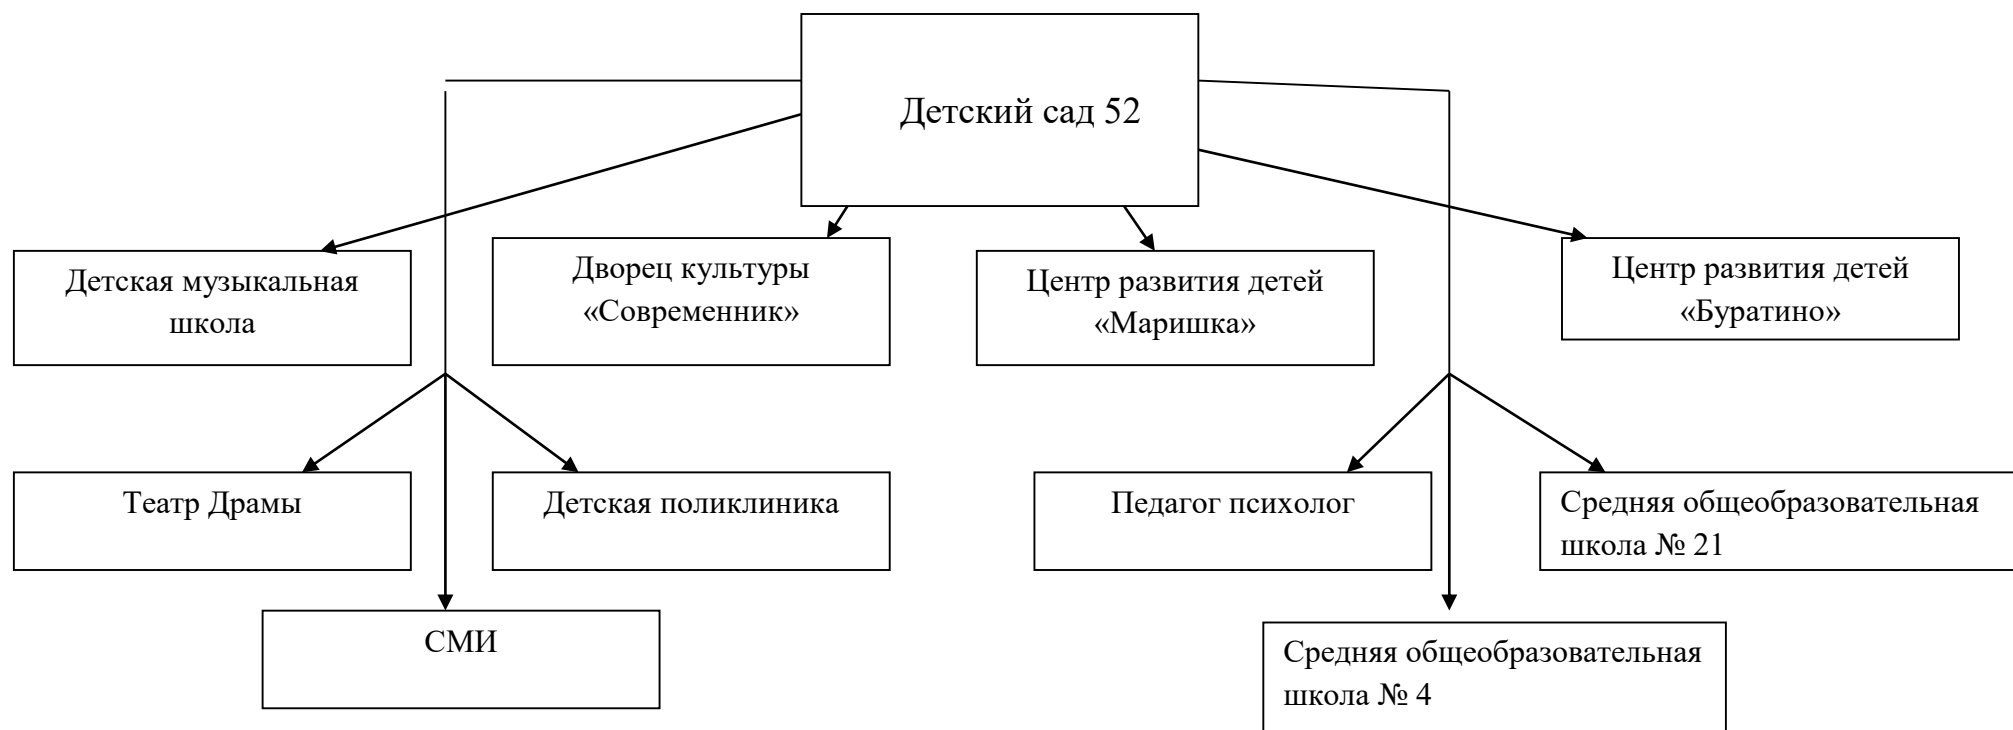 Детский сад 52
Детская музыкальная
школа
Дворец культуры
«Современник»
Центр развития детей
«Маришка»
Центр развития детей
«Буратино»
Театр Драмы
Детская поликлиника
Педагог психолог
Средняя общеобразовательная
школа № 21
СМИ
Средняя общеобразовательная
школа № 4